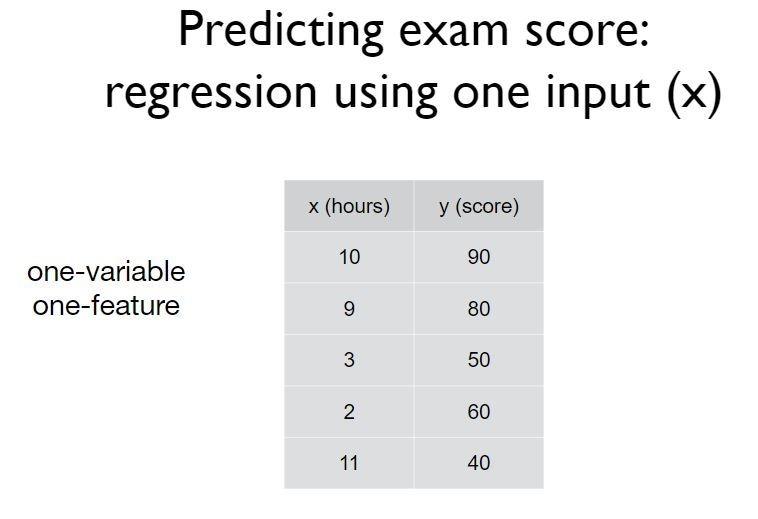 Predicting exam score:
regression using one input (x)
one-variable
one-feature
x (hours) y (score)
10 90
9 80
3 50
2 60
11 40